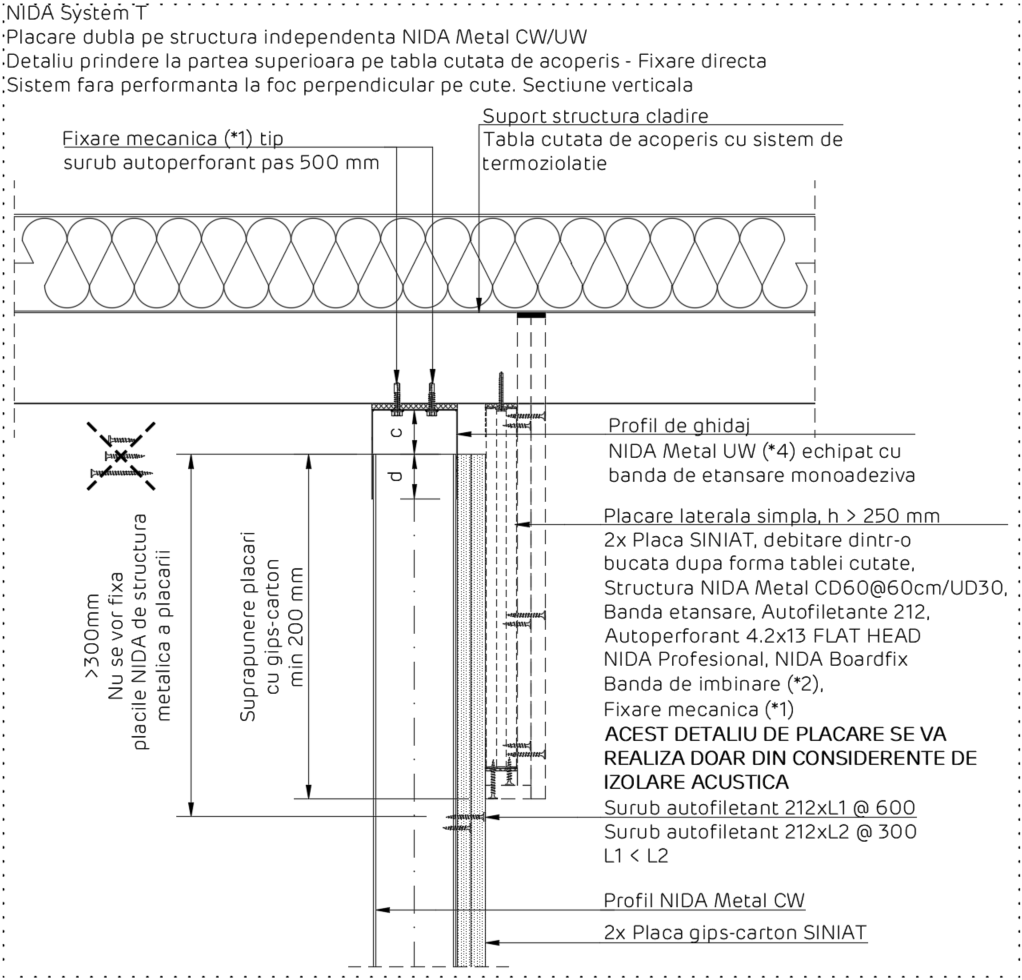 NIDA System T
Placare dubla pe structura independenta NIDA Metal CW/UW
Detaliu prindere la partea superioara pe tabla cutata de acoperis - Fixare directa
Sistem fara performanta la foc perpendicular pe cute. Sectiune verticala
Fixare mecanica (*1) tip
surub autoperforant pas 500 mm
Suport structura cladire
Tabla cutata de acoperis cu sistem de
termoziolatie
c
d
>300mm
Nu se vor fixa
placile NIDA de structura
metalica a placarii
Suprapunere placari
cu gips-carton
min 200 mm
Profil de ghidaj
NIDA Metal UW (*4) echipat cu
banda de etansare monoadeziva
Placare laterala simpla, h > 250 mm
2x Placa SINIAT, debitare dintr-o
bucata dupa forma tablei cutate,
Structura NIDA Metal CD60@60cm/UD30,
Banda etansare, Autofiletante 212,
Autoperforant 4.2x13 FLAT HEAD
NIDA Profesional, NIDA Boardfix
Banda de imbinare (*2),
Fixare mecanica (*1)
ACEST DETALIU DE PLACARE SE VA
REALIZA DOAR DIN CONSIDERENTE DE
IZOLARE ACUSTICA
Surub autofiletant 212xL1 @ 600
Surub autofiletant 212xL2 @ 300
L1 < L2
Profil NIDA Metal CW
2x Placa gips-carton SINIAT